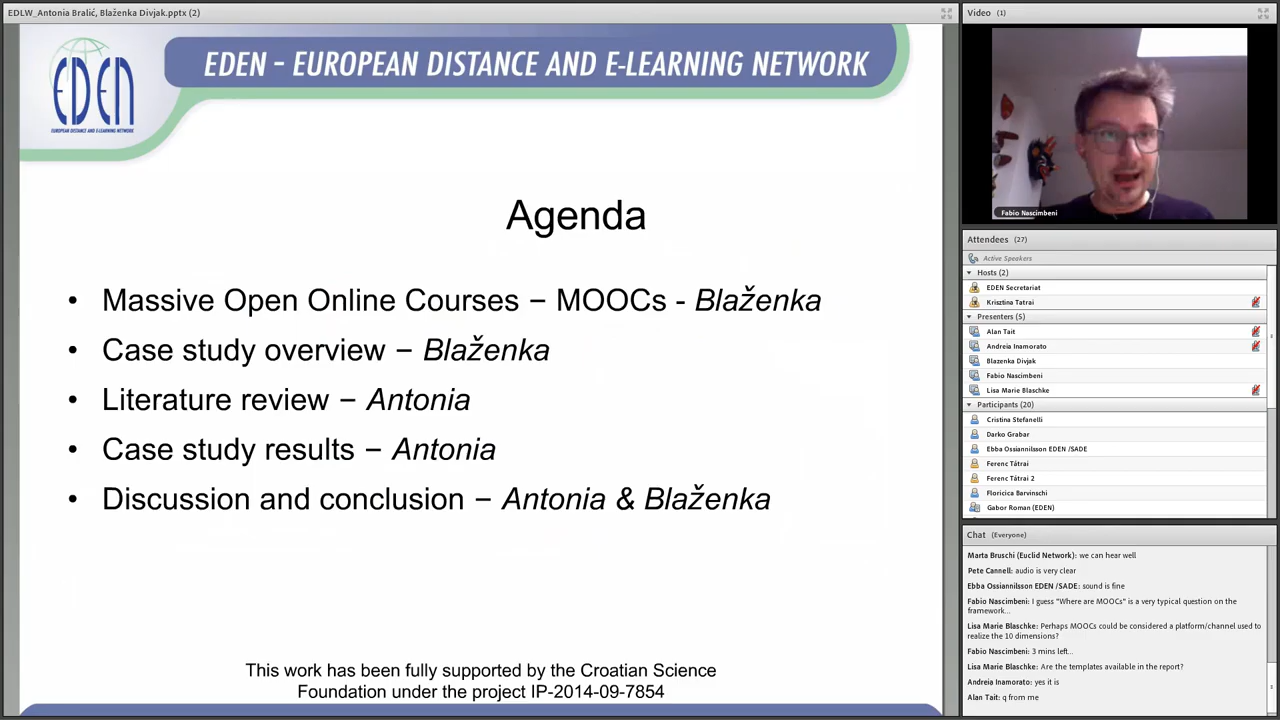 EDLW_Antonia Bralić, Blaženka Divjak.pptx (2)
EDEN
EUROPEAN DISTANCE AND E-LEARNING NETWORK
EDEN - EUROPEAN DISTANCE AND E-LEARNING NETWORK
Agenda
• Massive Open Online Courses – MOOCs - Blaženka
• Case study overview – Blaženka
• Literature review – Antonia
• Case study results – Antonia
• Discussion and conclusion – Antonia & Blaženka
This work has been fully supported by the Croatian Science
Foundation under the project IP-2014-09-7854
Video (1)
Fabio Nascimbeni
Attendees (27)
Active Speakers
Hosts (2)
EDEN Secretariat
Krisztina Tatrai
Presenters (5)
Alan Tait
Andreia Inamorato
Blazenka Divjak
Fabio Nascimbeni
Lisa Marie Blaschke
Participants (20)
Cristina Stefanelli
Darko Grabar
Ebba Ossiannilsson EDEN /SADE
Ferenc Tátrai
Ferenc Tátrai 2
Floricica Barvinschi
Gabor Roman (EDEN)
Chat (Everyone)
Marta Bruschi (Euclid Network): we can hear well
Pete Cannell: audio is very clear
Ebba Ossiannilsson EDEN /SADE: sound is fine
Fabio Nascimbeni: I guess "Where are MOOCs" is a very typical question on the
framework...
Lisa Marie Blaschke: Perhaps MOOCs could be considered a platform/channel used to
realize the 10 dimensions?
Fabio Nascimbeni: 3 mins left...
Lisa Marie Blaschke: Are the templates available in the report?
Andreia Inamorato: yes it is
Alan Tait: q from me